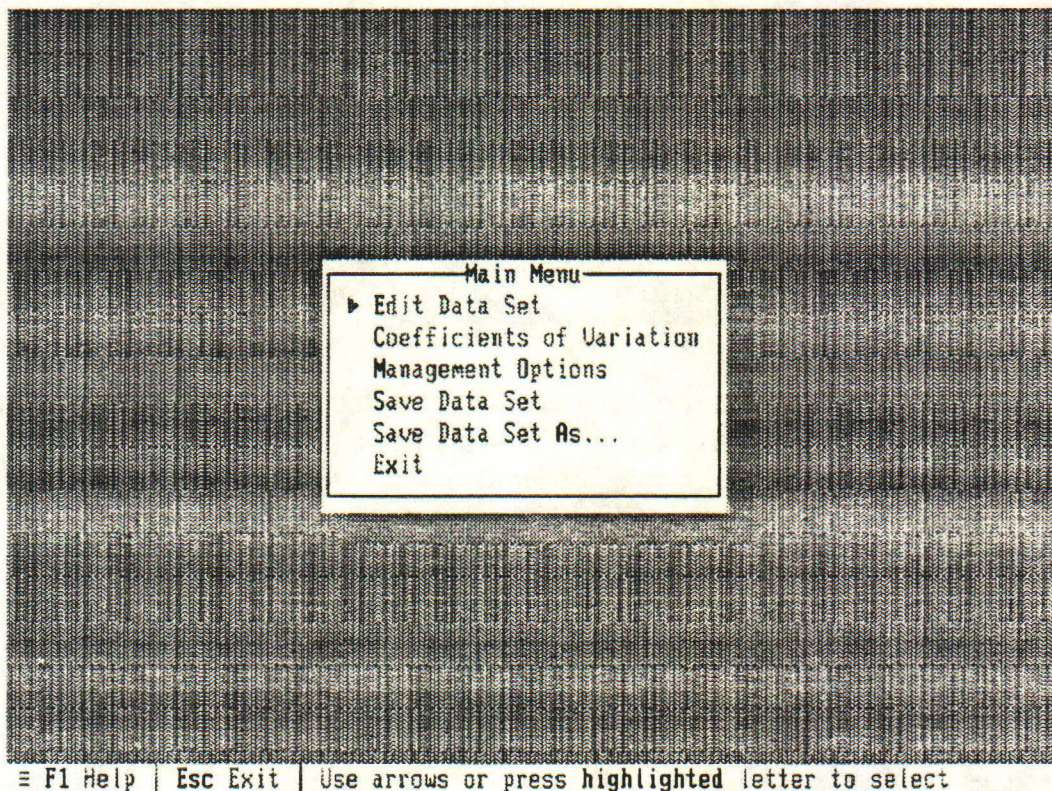 Main Menu
▶ Edit Data Set
Coefficients of Variation
Management Options
Save Data Set
Save Data Set As...
Exit
≡ F1 Help | Esc Exit | Use arrows or press highlighted letter to select